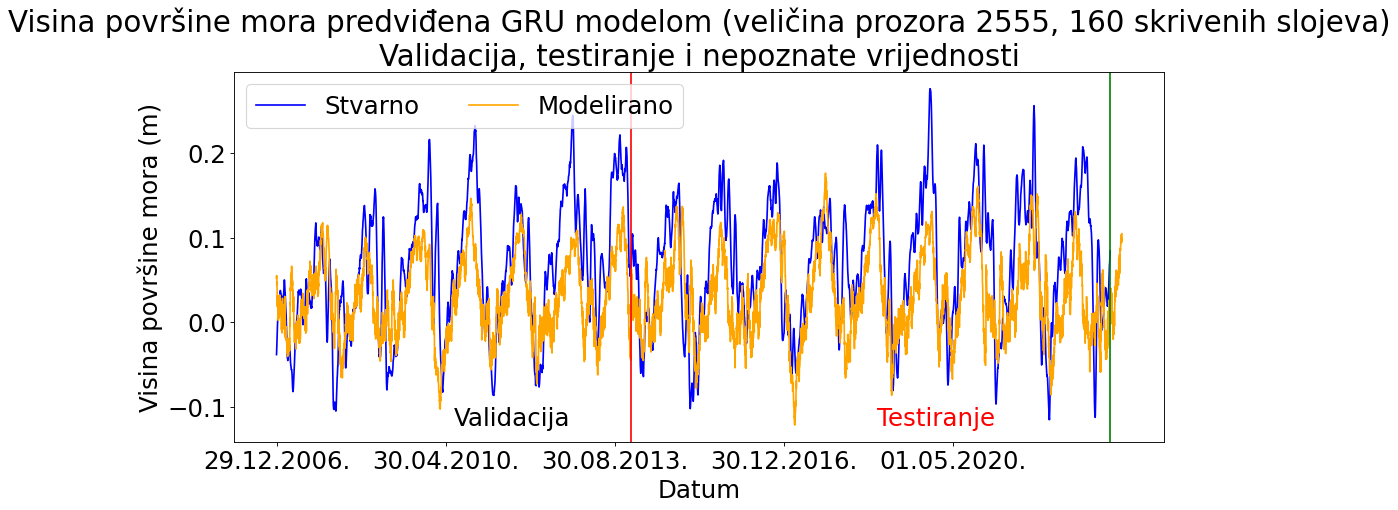 Visina površine mora predviđena GRU modelom (veličina prozora 2555, 160 skrivenih slojeva)
Validacija, testiranje i nepoznate vrijednosti
Stvarno Modelirano
Visina površine mora (m)
0.2
0.1
0.0
−0.1
Validacija Testiranje
29.12.2006. 30.04.2010. 30.08.2013. 30.12.2016. 01.05.2020.
Datum